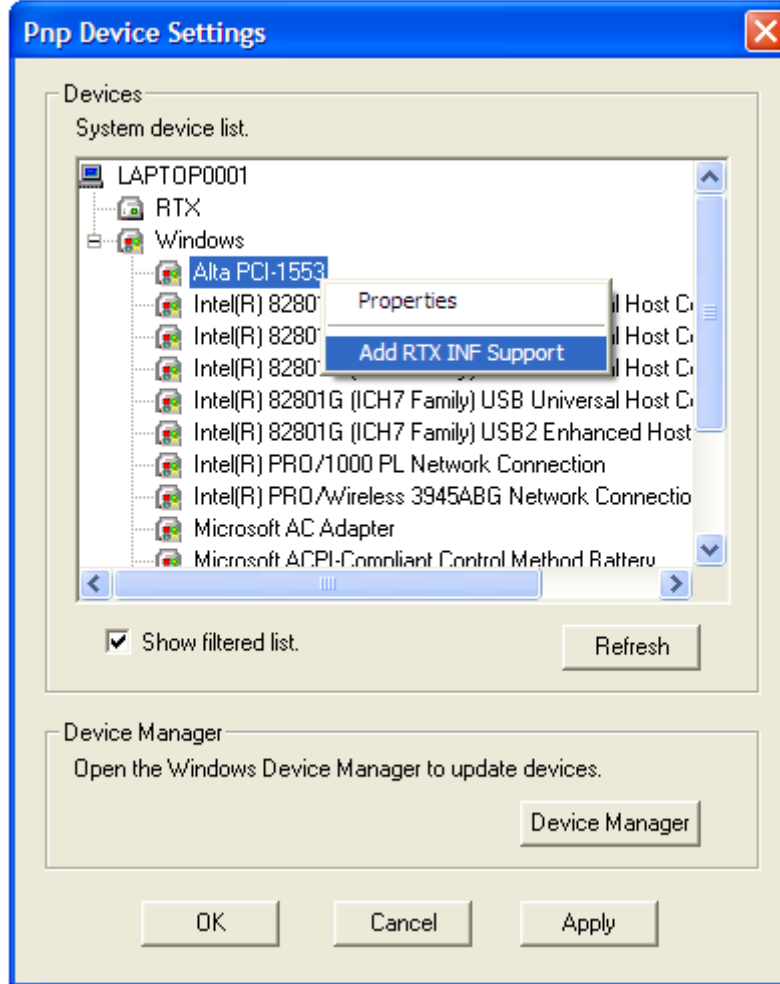 Pnp Device Settings
Devices
System device list.
LAPTOP0001
RTX
Windows
Alta PCI-1553
Properties
Add RTX INF Support
Intel(R) 8280 l Host C
Intel(R) 8280 l Host C
Intel(R) 8280 l Host C
Intel(R) 82801G (ICH7 Family) USB Universal Host C
Intel(R) 82801G (ICH7 Family) USB2 Enhanced Host
Intel(R) PRO/1000 PL Network Connection
Intel(R) PRO/Wireless 3945ABG Network Connectio
Microsoft AC Adapter
Microsoft ACPI-Compliant Control Method Battery
Show filtered list.
Refresh
Device Manager
Open the Windows Device Manager to update devices.
Device Manager
OK Cancel Apply